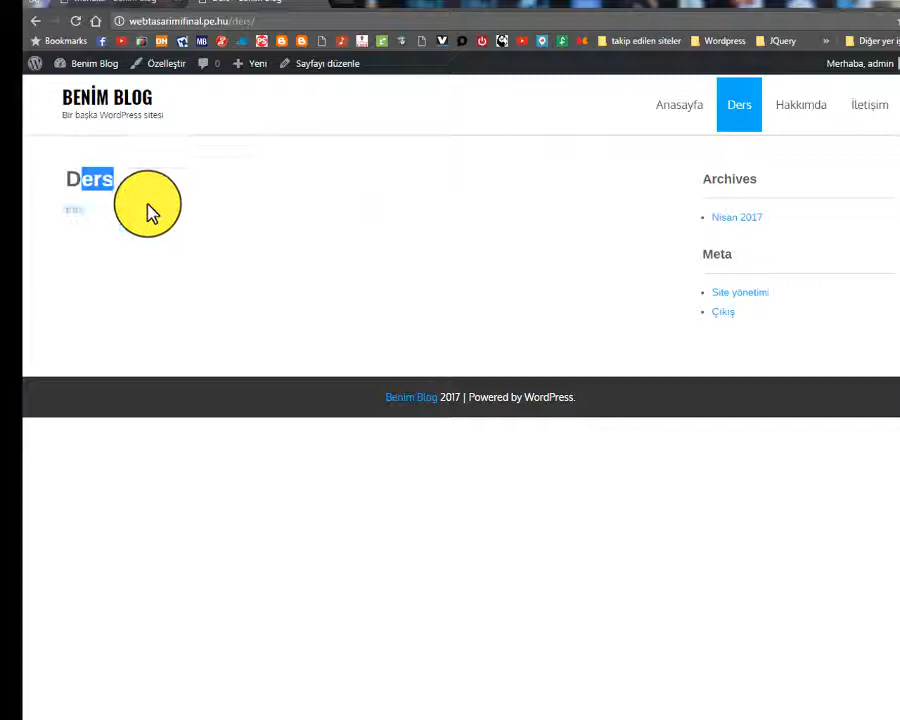 webtasarimifinal.pe.hu/ders/
Bookmarks
DH
MB
takip edilen siteler
Wordpress
JQuery
»
Benim Blog
Özelleştir
0
Yeni
Sayfayı düzenle
Merhaba, admin
BENİM BLOG
Bir başka WordPress sitesi
Anasayfa
Ders
Hakkımda
İletişim
Ders
Archives
Nisan 2017
Meta
Site yönetimi
Çıkış
Benim Blog 2017 | Powered by WordPress.